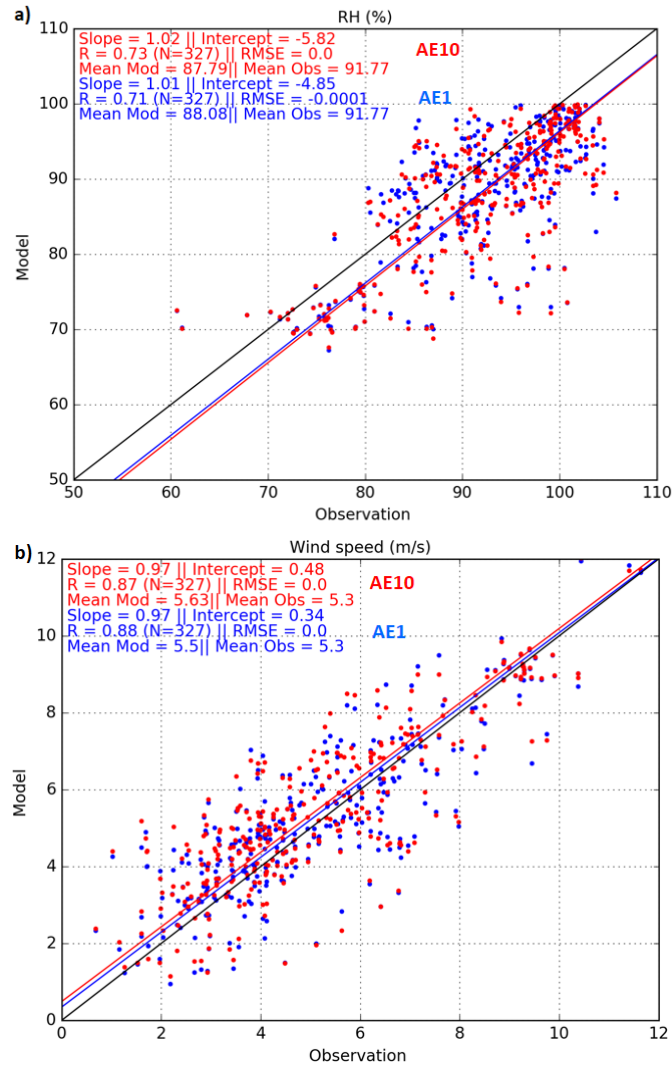 a)
RH (%)
Slope = 1.02 || Intercept = -5.82
R = 0.73 (N=327) || RMSE = 0.0
Mean Mod = 87.79|| Mean Obs = 91.77
AE10
Slope = 1.01 || Intercept = -4.85
R = 0.71 (N=327) || RMSE = -0.0001
Mean Mod = 88.08|| Mean Obs = 91.77
AE1
110
100
90
80
70
60
50
Model
50 60 70 80 90 100 110
Observation
b)
Wind speed (m/s)
Slope = 0.97 || Intercept = 0.48
R = 0.87 (N=327) || RMSE = 0.0
Mean Mod = 5.63|| Mean Obs = 5.3
AE10
Slope = 0.97 || Intercept = 0.34
R = 0.88 (N=327) || RMSE = 0.0
Mean Mod = 5.5|| Mean Obs = 5.3
AE1
12
10
8
6
4
2
0
Model
0 2 4 6 8 10 12
Observation